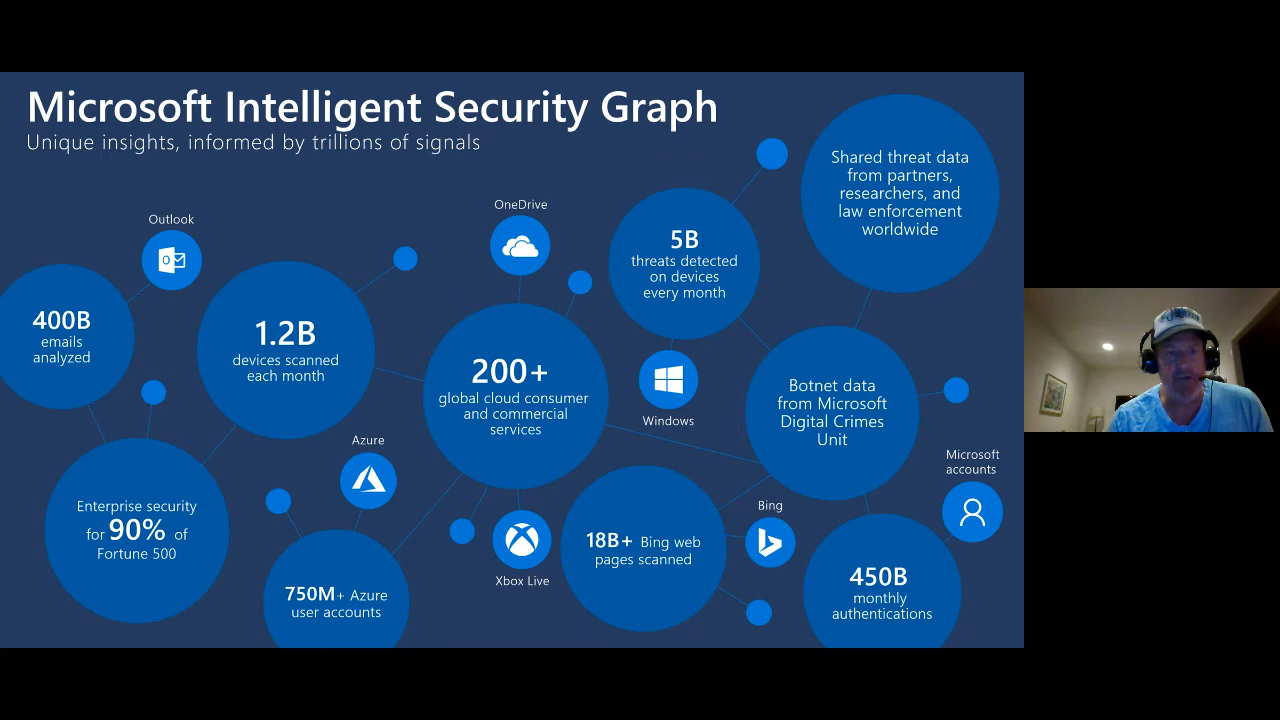 Microsoft Intelligent Security Graph
Unique insights, informed by trillions of signals
Outlook
400B
emails
analyzed
1.2B
devices scanned
each month
OneDrive
200+
global cloud consumer
and commercial
services
5B
threats detected
on devices
every month
Windows
Shared threat data
from partners,
researchers, and
law enforcement
worldwide
Botnet data
from Microsoft
Digital Crimes
Unit
Microsoft
accounts
Enterprise security
for 90% of
Fortune 500
Azure
750M+ Azure
user accounts
Xbox Live
18B+ Bing web
pages scanned
Bing
450B
monthly
authentications